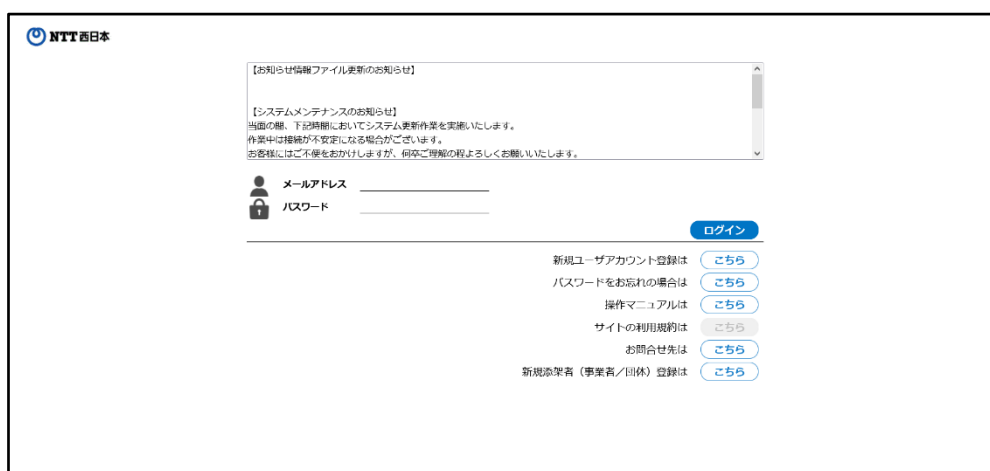 NTT西日本
【お知らせ情報ファイル更新のお知らせ】
【システムメンテナンスのお知らせ】
当面の間、下記時間においてシステム更新作業を実施いたします。
作業中は接続が不安定になる場合がございます。
お客様にはご不便をおかけしますが、何卒ご理解の程よろしくお願いいたします。
メールアドレス
パスワード
ログイン
新規ユーザアカウント登録は こちら
パスワードをお忘れの場合は こちら
操作マニュアルは こちら
サイトの利用規約は こちら
お問合せ先は こちら
新規添架者（事業者／団体）登録は こちら